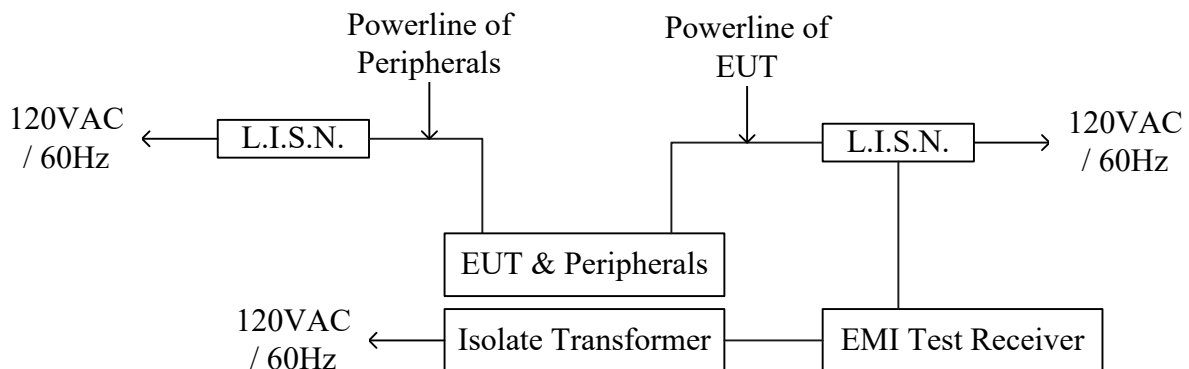 Powerline of
Peripherals
Powerline of
EUT
120VAC
/ 60Hz
L.I.S.N.
L.I.S.N.
120VAC
/ 60Hz
EUT & Peripherals
120VAC
/ 60Hz
Isolate Transformer
EMI Test Receiver